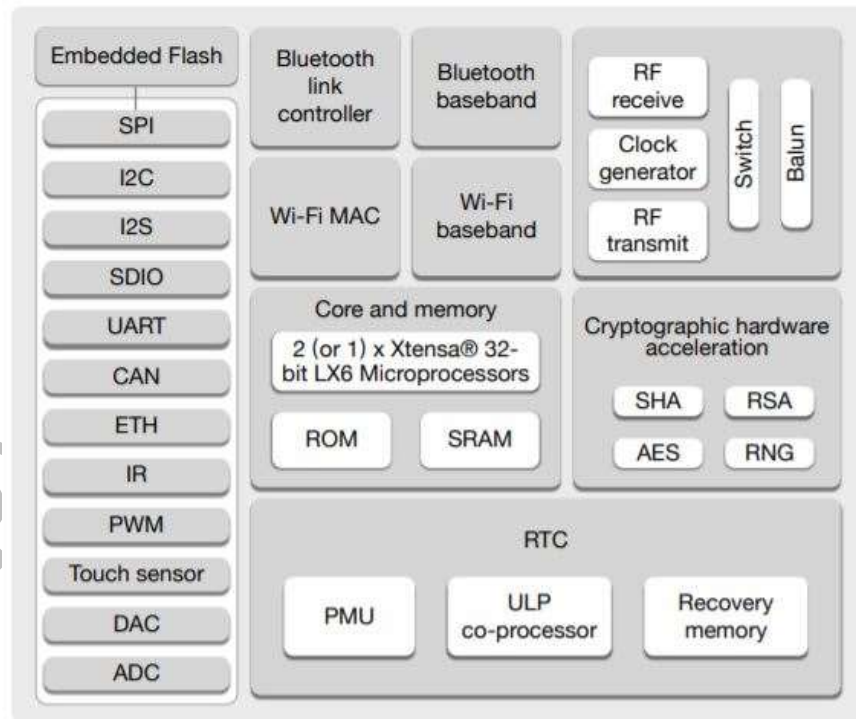 Embedded Flash
SPI
I2C
I2S
SDIO
UART
CAN
ETH
IR
PWM
Touch sensor
DAC
ADC
Bluetooth
link
controller
Bluetooth
baseband
Wi-Fi MAC
Wi-Fi
baseband
RF
receive
Clock
generator
RF
transmit
Switch
Balun
Core and memory
2 (or 1) x Xtensa® 32-
bit LX6 Microprocessors
ROM
SRAM
Cryptographic hardware
acceleration
SHA
RSA
AES
RNG
RTC
PMU
ULP
co-processor
Recovery
memory